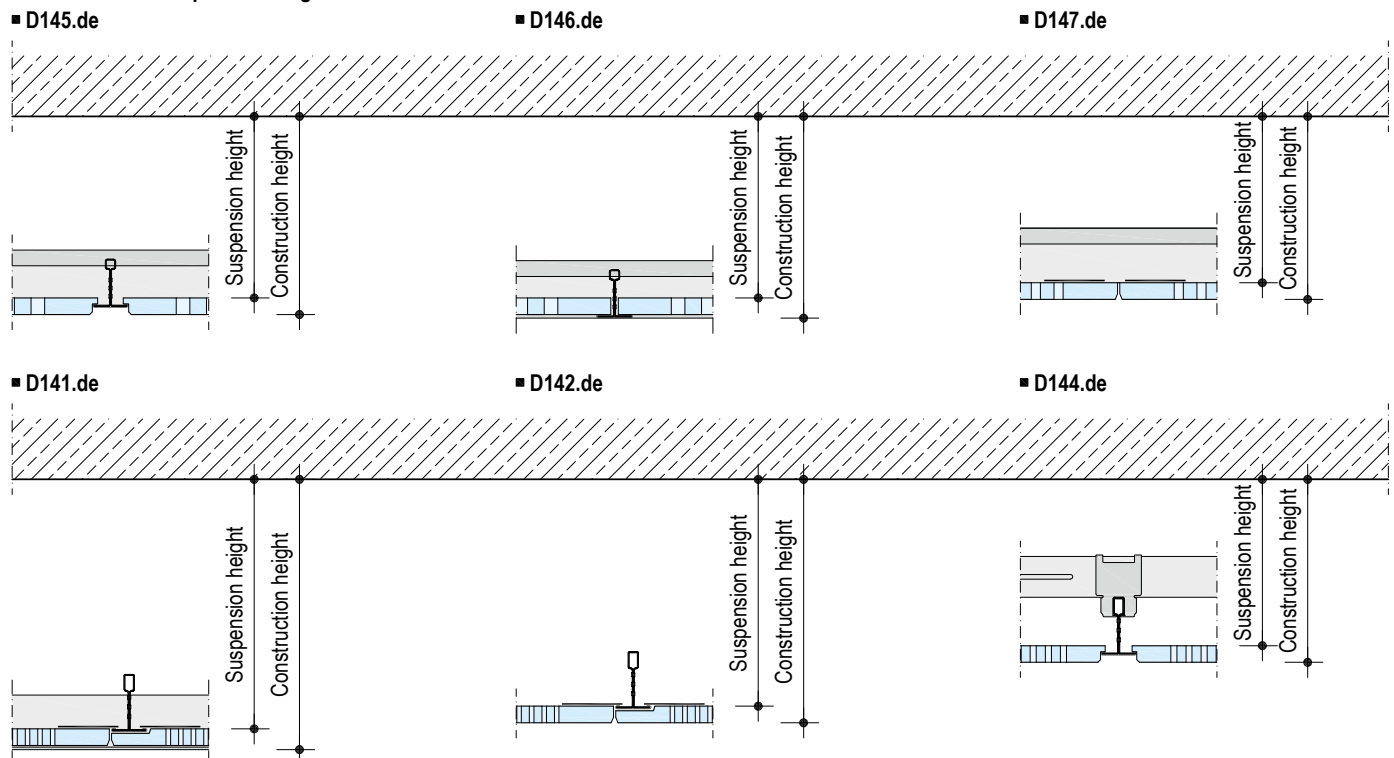 D145.de
Suspension height
Construction height
D146.de
Suspension height
Construction height
D147.de
Suspension height
Construction height
D141.de
Suspension height
Construction height
D142.de
Suspension height
Construction height
D144.de
Suspension height
Construction height